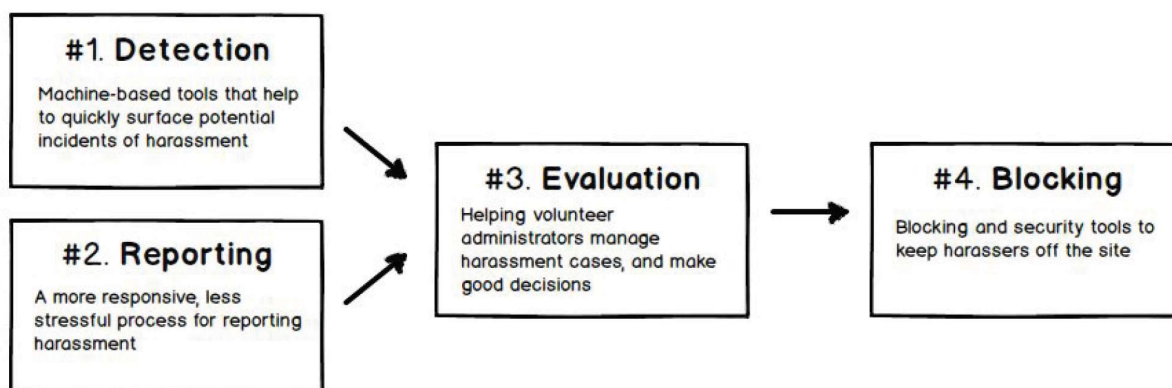 #1. Detection
Machine-based tools that help
to quickly surface potential
incidents of harassment
#2. Reporting
A more responsive, less
stressful process for reporting
harassment
#3. Evaluation
Helping volunteer
administrators manage
harassment cases, and make
good decisions
#4. Blocking
Blocking and security tools to
keep harassers off the site